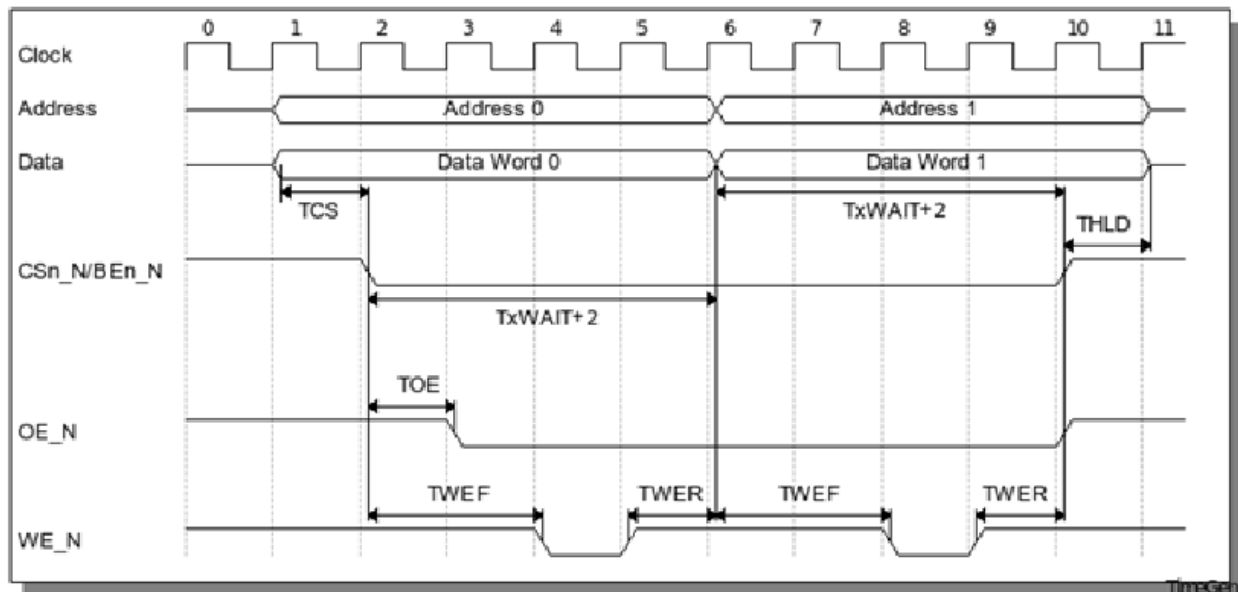 0 1 2 3 4 5 6 7 8 9 10 11
Clock
Address Address 0 Address 1
Data Data Word 0 Data Word 1
TCS TxWAIT+2
THLD
CSn_N/BEn_N
TxWAIT+2
TOE
OE_N
TWEF TWER TWEF TWER
WE_N
TimeGen